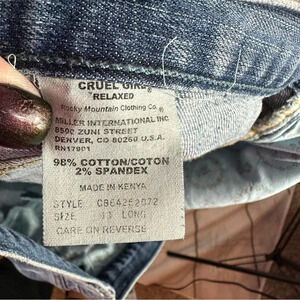 CRUEL GIRL
"RELAXED
Rocky Mountain Clothing Co.®
MILLER INTERNATIONAL INC
8500 ZUNI STREET
DENVER, CO 80260 U.S.A.
RN17901
98% COTTON/COTON
2% SPANDEX
MADE IN KENYA
STYLE CB64252072
SIZE LONG
CARE ON REVERSE